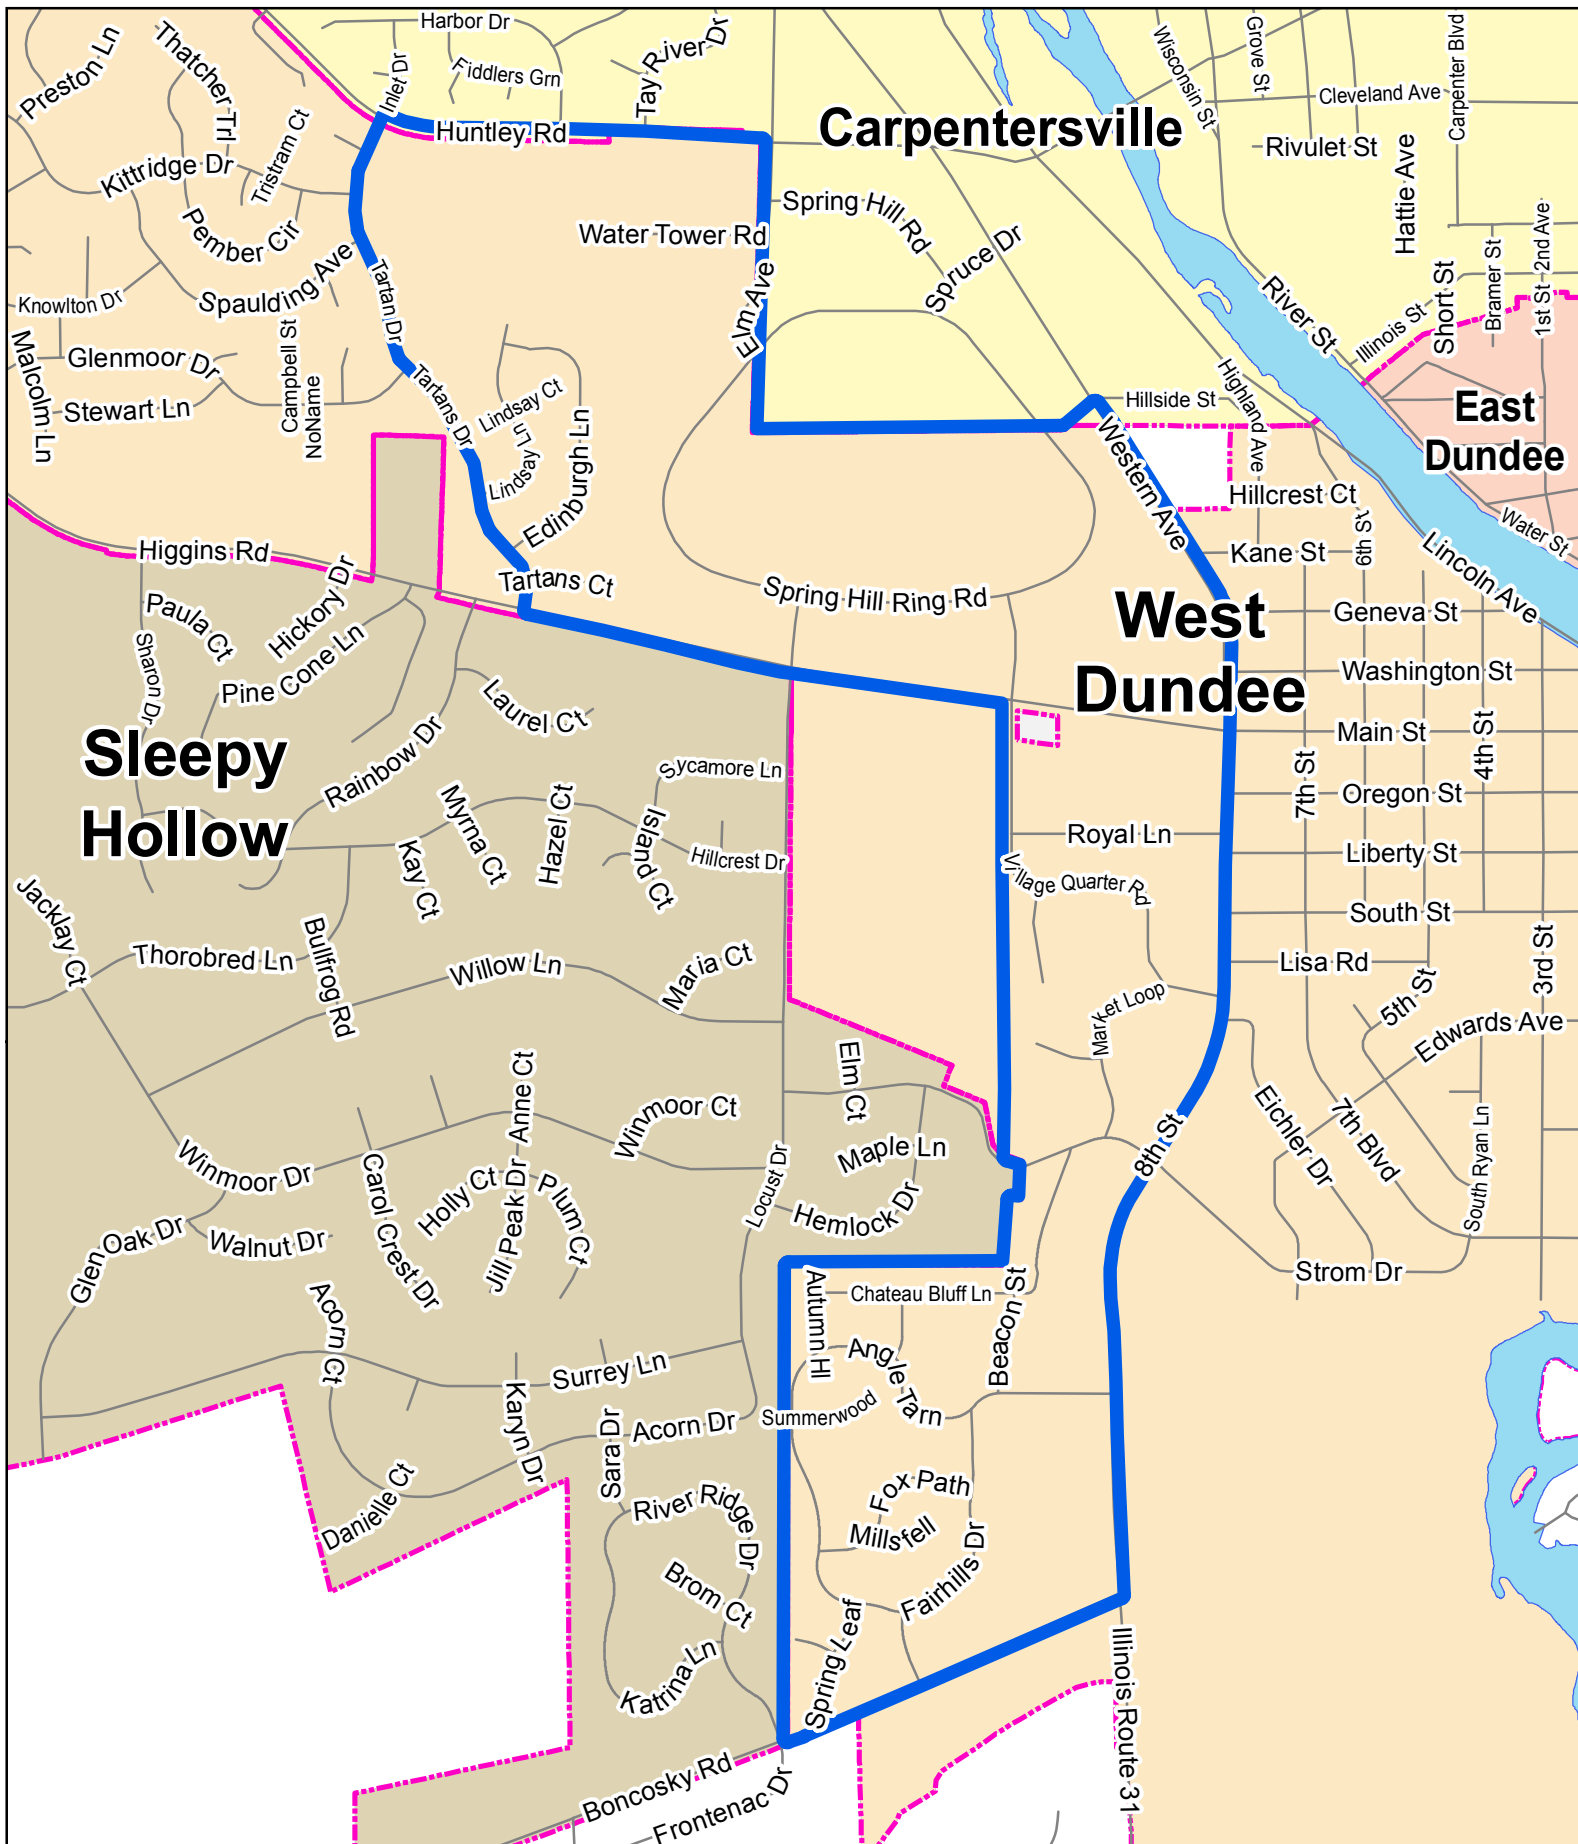 Harbor Dr
Preston Ln
Thatcher Trl
Inlet Dr
Fiddlers Grn
Tay River Dr
Wisconsin St
Grove St
Carpenter Blvd
Cleveland Ave
Carpentersville
Huntley Rd
Tristram Ct
Kittridge Dr
Rivulet St
Hattie Ave
Spring Hill Rd
Pember Cir
Water Tower Rd
Spruce Dr
1st St
2nd Ave
Bramer St
Short St
Spaulding Ave
Knowlton Dr
Tartan Dr
Elm Ave
River St
Illinois St
Malcolm Ln
Glenmoor Dr
Campbell St
NoName
Stewart Ln
Tartans Dr
Lindsay Ct
Lindsay Ln
Edinburgh Ln
Highland Ave
Hillside St
East
Dundee
Western Ave
Hillcrest Ct
6th St
Water St
Lincoln Ave
Higgins Rd
Kane St
Tartans Ct
Spring Hill Ring Rd
Geneva St
West
Dundee
Paula Ct
Hickory Dr
Sharon Dr
Pine Cone Ln
Washington St
Laurel Ct
Main St
4th St
Sleepy
Hollow
Rainbow Dr
Sycamore Ln
7th St
Oregon St
Myrna Ct
Hazel Ct
Island Ct
Royal Ln
Kay Ct
Hillcrest Dr
Liberty St
Village Quarter Rd
Jacklay Ct
South St
Thorobred Ln
Bullfrog Rd
Willow Ln
Maria Ct
Lisa Rd
3rd St
5th St
Market Loop
Edwards Ave
Elm Ct
Anne Ct
Winmoor Ct
Eichler Dr
7th Blvd
South Ryan Ln
8th St
Winmoor Dr
Maple Ln
Carol Crest Dr
Holly Ct
Jill Peak Dr
Plum Ct
Locust Dr
Hemlock Dr
Glen Oak Dr
Walnut Dr
Strom Dr
Acorn Ct
Autumn Hl
Chateau Bluff Ln
Beacon St
Angle Tarn
Surrey Ln
Karyn Dr
Sara Dr
Acorn Dr
Summerwood
Danielle Ct
River Ridge Dr
Fox Path
Millsfell
Fairhills Dr
Brom Ct
Spring Leaf
Katrina Ln
Illinois Route 31
Boncosky Rd
Frontenac Dr